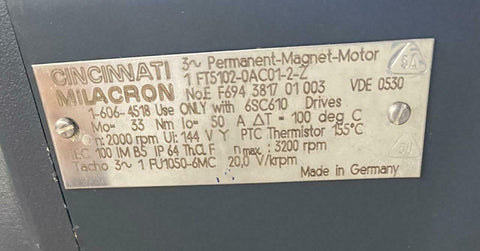 CINCINNATI
MILACRON
3~ Permanent-Magnet-Motor
1 FT5102-0AC01-2-Z
No.E F694 3817 01 003 VDE 0530
1-606-4518 Use ONLY with 6SC610 Drives
Mo= 33 Nm Io= 50 A ΔT = 100 deg C
n: 2000 rpm Ui: 144 V Y PTC Thermistor 155°C
IEC 100 IM B5 IP 64 Th.Cl.F n max.: 3200 rpm
Tacho 3~ 1 FU1050-6MC 20,0 V/krpm
Made in Germany